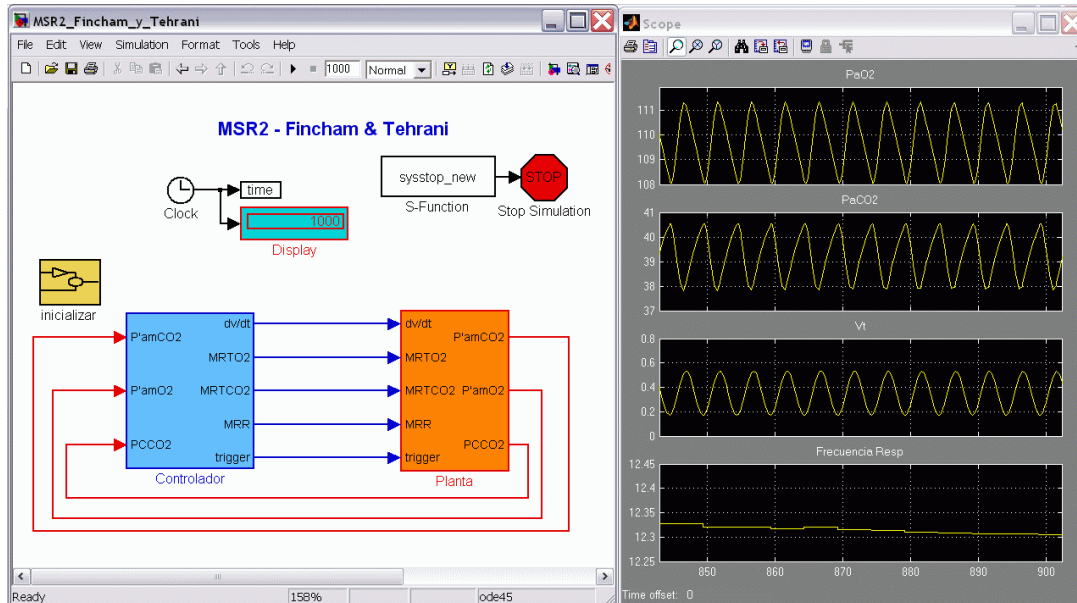 MSR2_Fincham_y_Tehrani
File Edit View Simulation Format Tools Help
1000 Normal
MSR2 - Fincham & Tehrani
Clock
time
1000
Display
sysstop_new
S-Function
STOP
Stop Simulation
inicializar
P'amCO2
P'amO2
PCCO2
dv/dt
MRTO2
MRTCO2
MRR
trigger
Controlador
dv/dt
MRTO2
MRTCO2
MRR
trigger
P'amCO2
P'amO2
PCCO2
Planta
Ready 158% ode45
Scope
PaO2
111
110
109
108
PaCO2
41
40
39
38
37
Vt
0.8
0.6
0.4
0.2
0
Frecuencia Resp
12.45
12.4
12.35
12.3
12.25
850 860 870 880 890 900
Time offset: 0